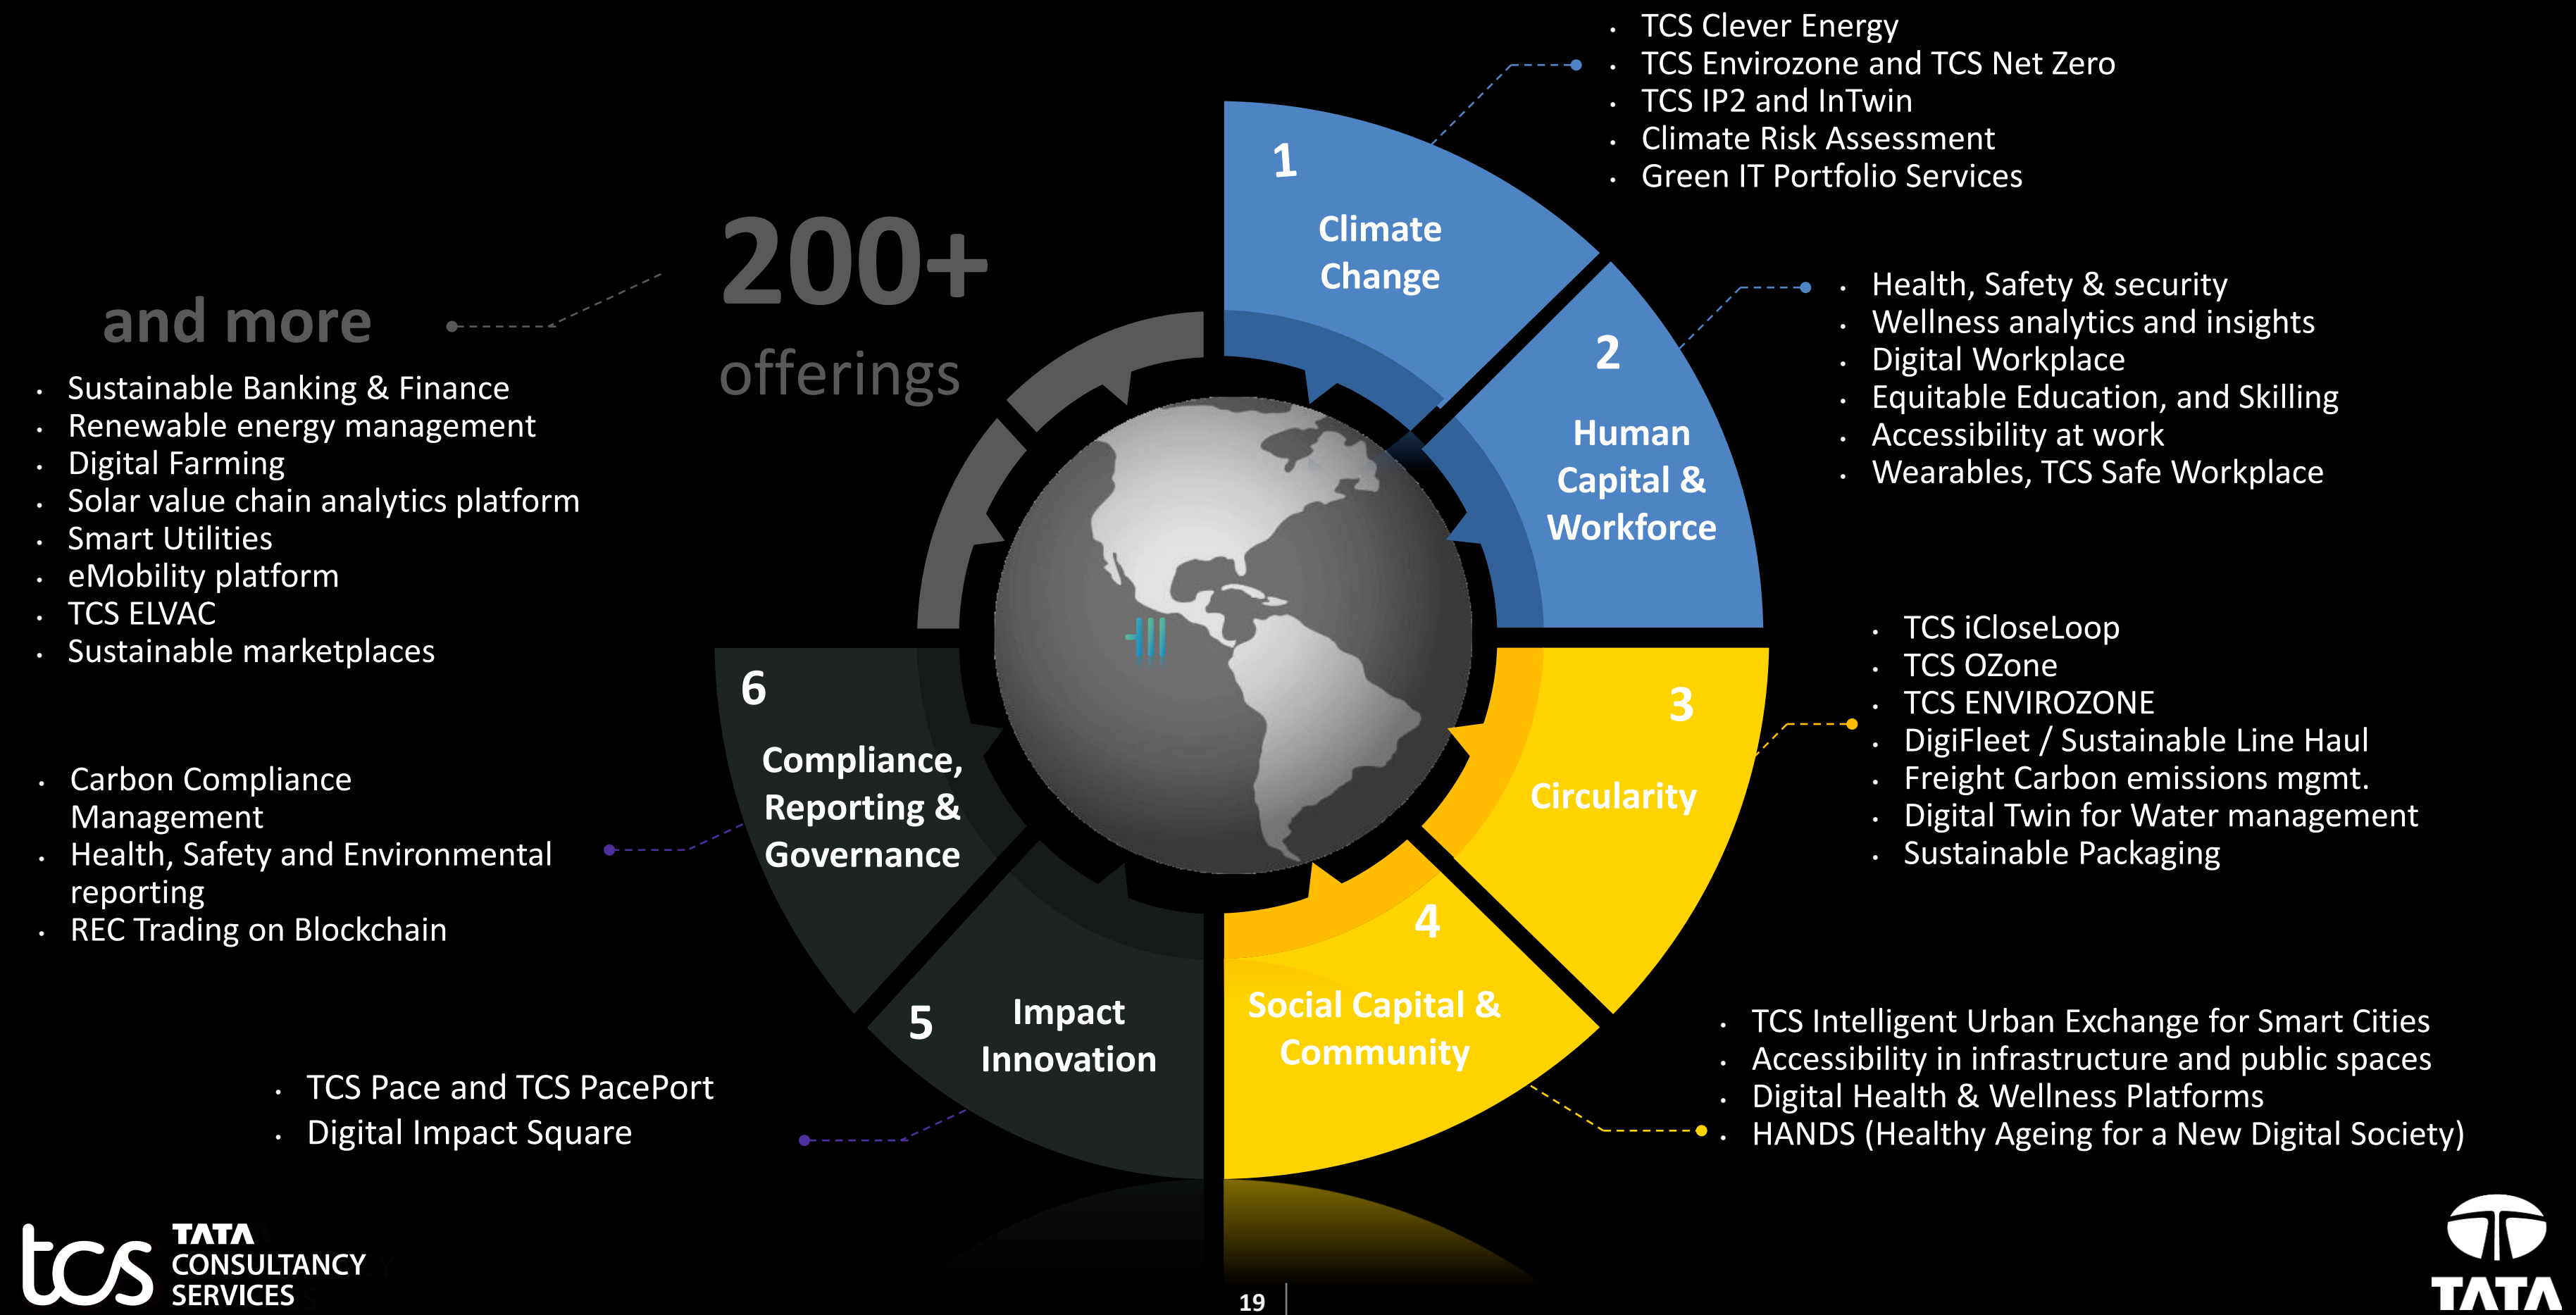 1
Climate
Change
• TCS Clever Energy
• TCS Envirozone and TCS Net Zero
• TCS IP2 and InTwin
• Climate Risk Assessment
• Green IT Portfolio Services
2
Human
Capital &
Workforce
• Health, Safety & security
• Wellness analytics and insights
• Digital Workplace
• Equitable Education, and Skilling
• Accessibility at work
• Wearables, TCS Safe Workplace
3
Circularity
• TCS iCloseLoop
• TCS OZone
• TCS ENVIROZONE
• DigiFleet / Sustainable Line Haul
• Freight Carbon emissions mgmt.
• Digital Twin for Water management
• Sustainable Packaging
4
Social Capital &
Community
• TCS Intelligent Urban Exchange for Smart Cities
• Accessibility in infrastructure and public spaces
• Digital Health & Wellness Platforms
• HANDS (Healthy Ageing for a New Digital Society)
5
Impact
Innovation
• TCS Pace and TCS PacePort
• Digital Impact Square
6
Compliance,
Reporting &
Governance
• Carbon Compliance
Management
• Health, Safety and Environmental
reporting
• REC Trading on Blockchain
200+
offerings
and more
• Sustainable Banking & Finance
• Renewable energy management
• Digital Farming
• Solar value chain analytics platform
• Smart Utilities
• eMobility platform
• TCS ELVAC
• Sustainable marketplaces
tcs
TATA
CONSULTANCY
SERVICES
19
TATA